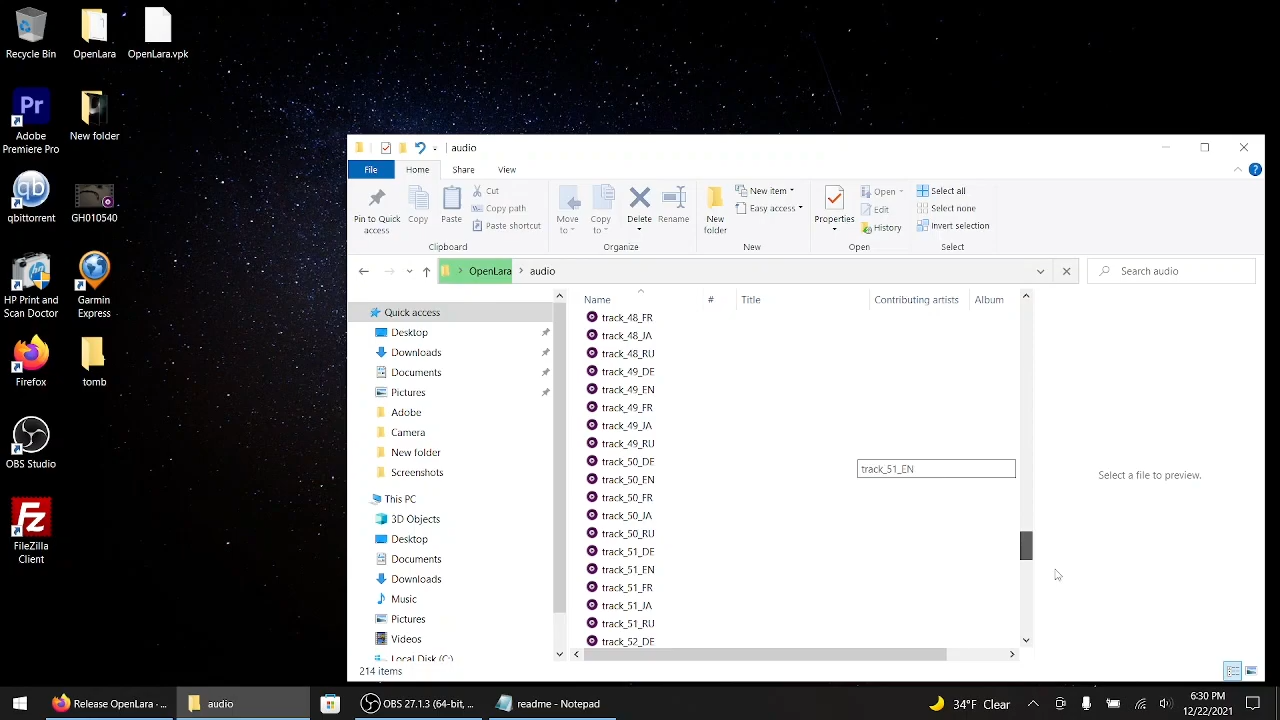 Recycle Bin
OpenLara
OpenLara.vpk
Adobe
Premiere Pro
New folder
qbittorrent
GH010540
HP Print and
Scan Doctor
Garmin
Express
Firefox
tomb
OBS Studio
FileZilla
Client
audio
File
Home
Share
View
Pin to Quick
access
Copy
Paste
Cut
Copy path
Paste shortcut
Clipboard
Move
to
Copy
to
Delete
Rename
Organize
New
folder
New item
Easy access
New
Properties
Open
Edit
History
Open
Select all
Select none
Invert selection
Select
OpenLara
audio
Search audio
Quick access
Desktop
Downloads
Documents
Pictures
Adobe
Camera
New folder
Screenshots
This PC
3D Objects
Desktop
Documents
Downloads
Music
Pictures
Videos
Local Disk (C:)
Name
#
Title
Contributing artists
Album
track_48_FR
track_48_JA
track_48_RU
track_49_DE
track_49_EN
track_49_FR
track_49_JA
track_49_RU
track_50_DE
track_50_EN
track_50_FR
track_50_JA
track_50_RU
track_51_DE
track_51_EN
track_51_FR
track_51_JA
track_51_RU
track_52_DE
track_51_EN
Select a file to preview.
214 items
Release OpenLara - ...
audio
OBS 27.1.3 (64-bit, ...
readme - Notepad
34°F Clear
6:30 PM
12/22/2021